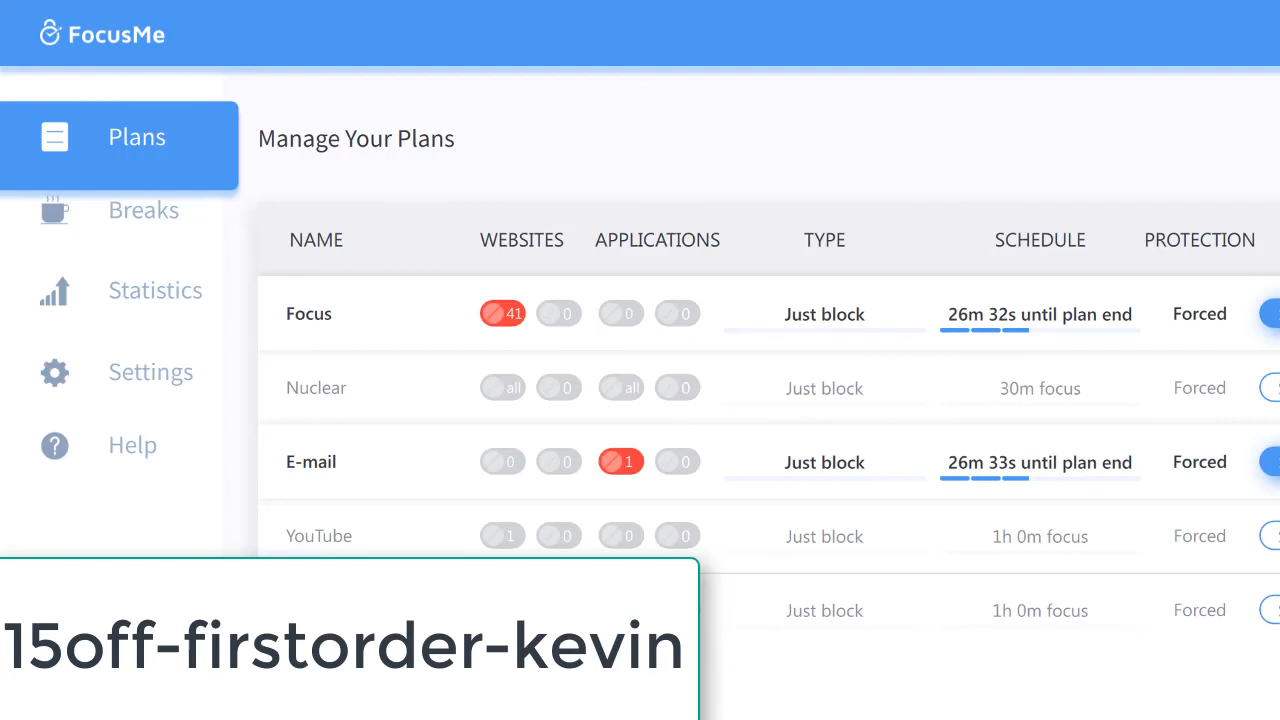 FocusMe
Plans
Breaks
Statistics
Settings
Help
Manage Your Plans
NAME WEBSITES APPLICATIONS TYPE SCHEDULE PROTECTION
Focus 41 0 0 0 Just block 26m 32s until plan end Forced
Nuclear all 0 all 0 Just block 30m focus Forced
E-mail 0 0 1 0 Just block 26m 33s until plan end Forced
YouTube 1 0 0 0 Just block 1h 0m focus Forced
Just block 1h 0m focus Forced
15off-firstorder-kevin